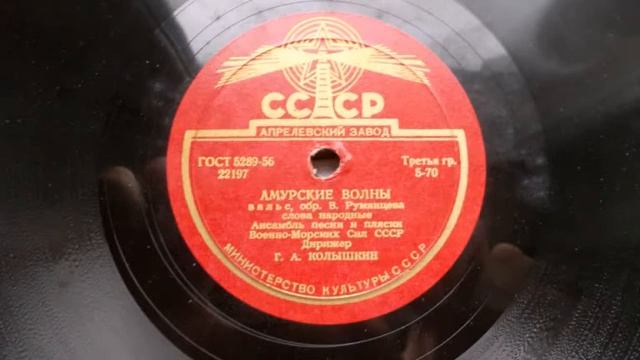 СССР
АПРЕЛЕВСКИЙ ЗАВОД
ГОСТ 5289-56
22197
Третья гр.
5-70
АМУРСКИЕ ВОЛНЫ
вальс, обр. В. Румянцева
слова народные
Ансамбль песни и пляски
Военно-Морских Сил СССР
Дирижер
Г. А. КОЛЫШКИН
МИНИСТЕРСТВО КУЛЬТУРЫ СССР